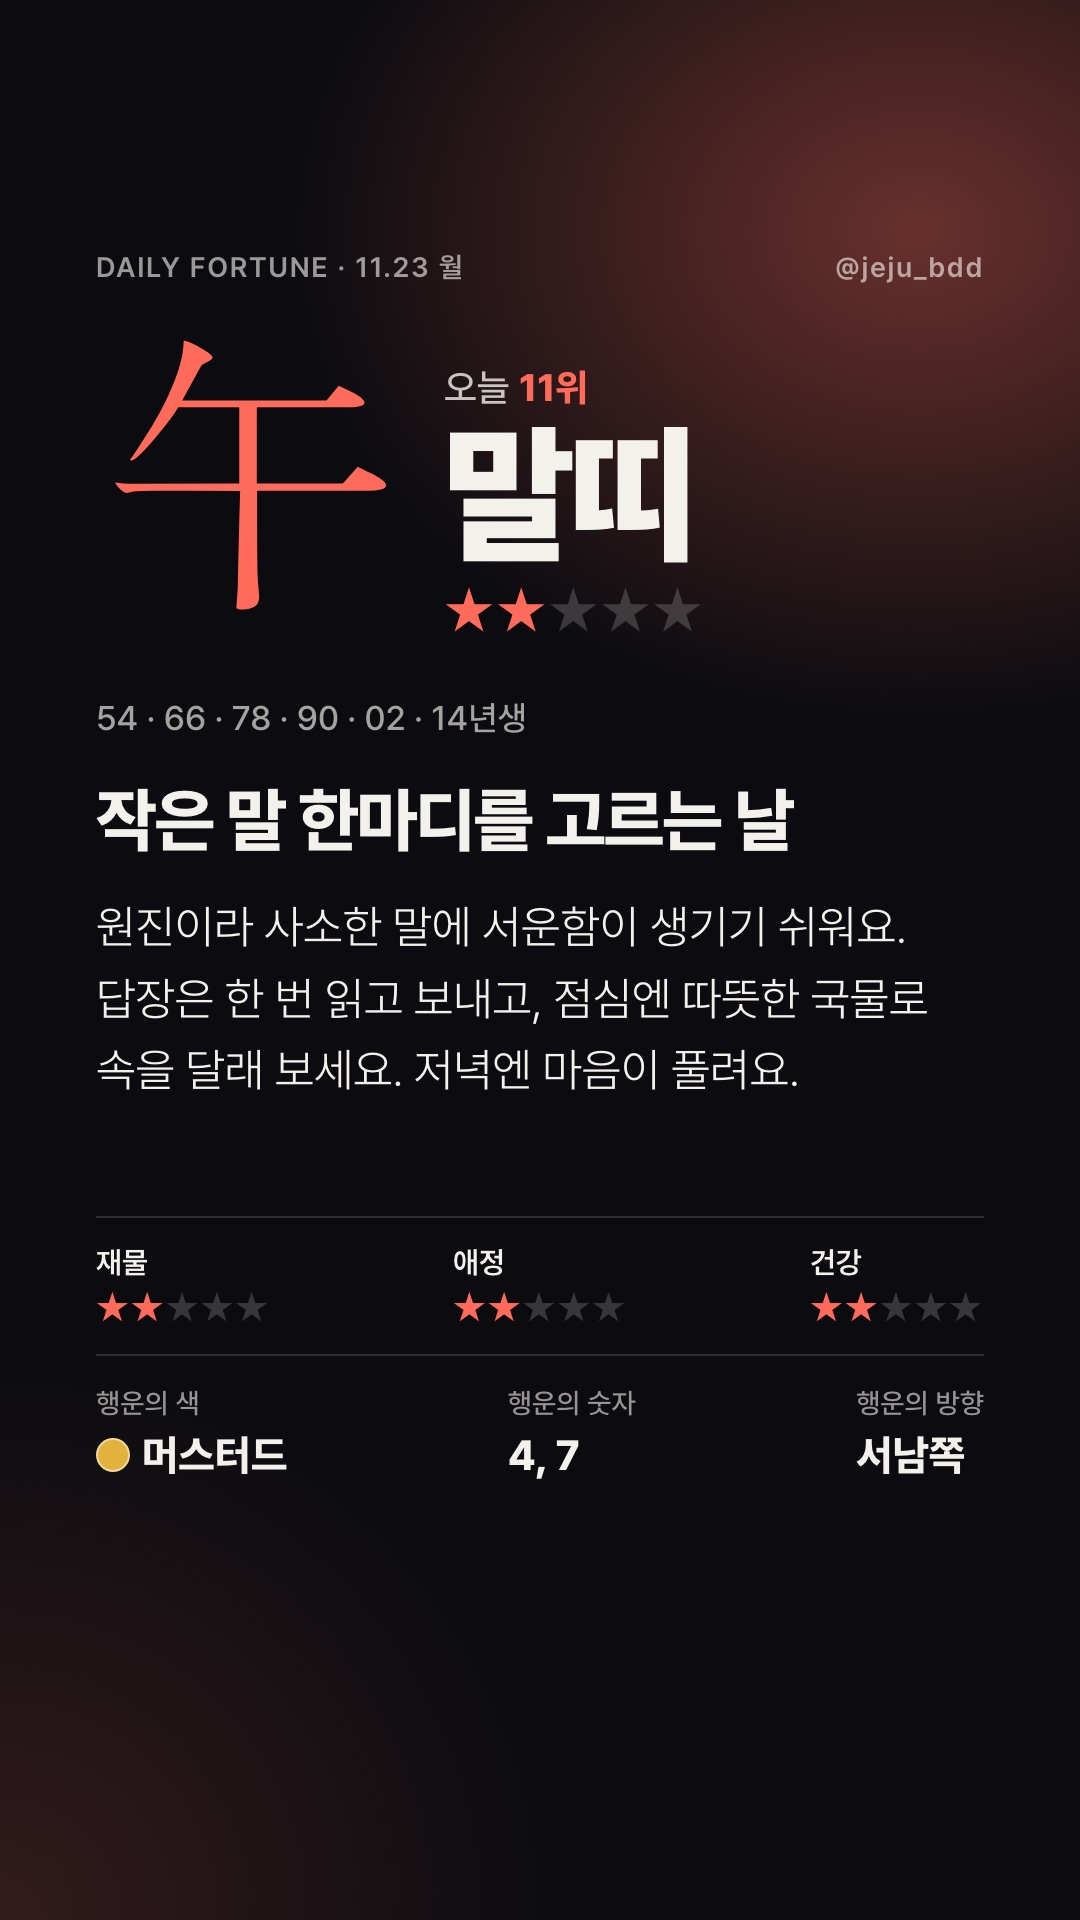 DAILY FORTUNE · 11.23 월
@jeju_bdd
午
오늘 11위
말띠
★★★★★
54 · 66 · 78 · 90 · 02 · 14년생
작은 말 한마디를 고르는 날
원진이라 사소한 말에 서운함이 생기기 쉬워요.
답장은 한 번 읽고 보내고, 점심엔 따뜻한 국물로
속을 달래 보세요. 저녁엔 마음이 풀려요.
재물 애정 건강
★★★★★ ★★★★★ ★★★★★
행운의 색 행운의 숫자 행운의 방향
머스터드 4, 7 서남쪽